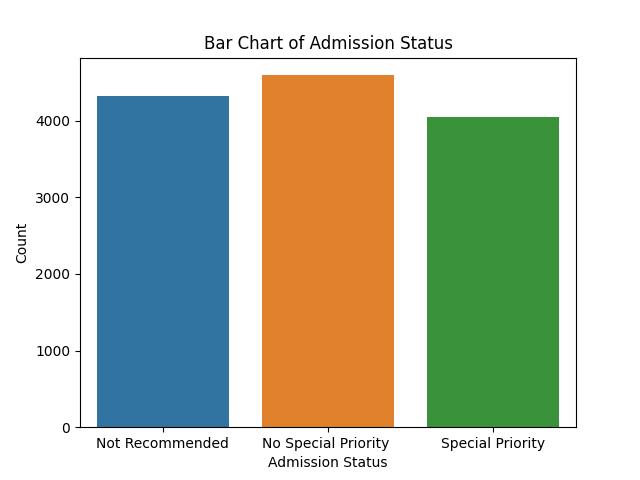 Bar Chart of Admission Status
4000
3000
2000
1000
0
Count
Not Recommended No Special Priority Special Priority
Admission Status